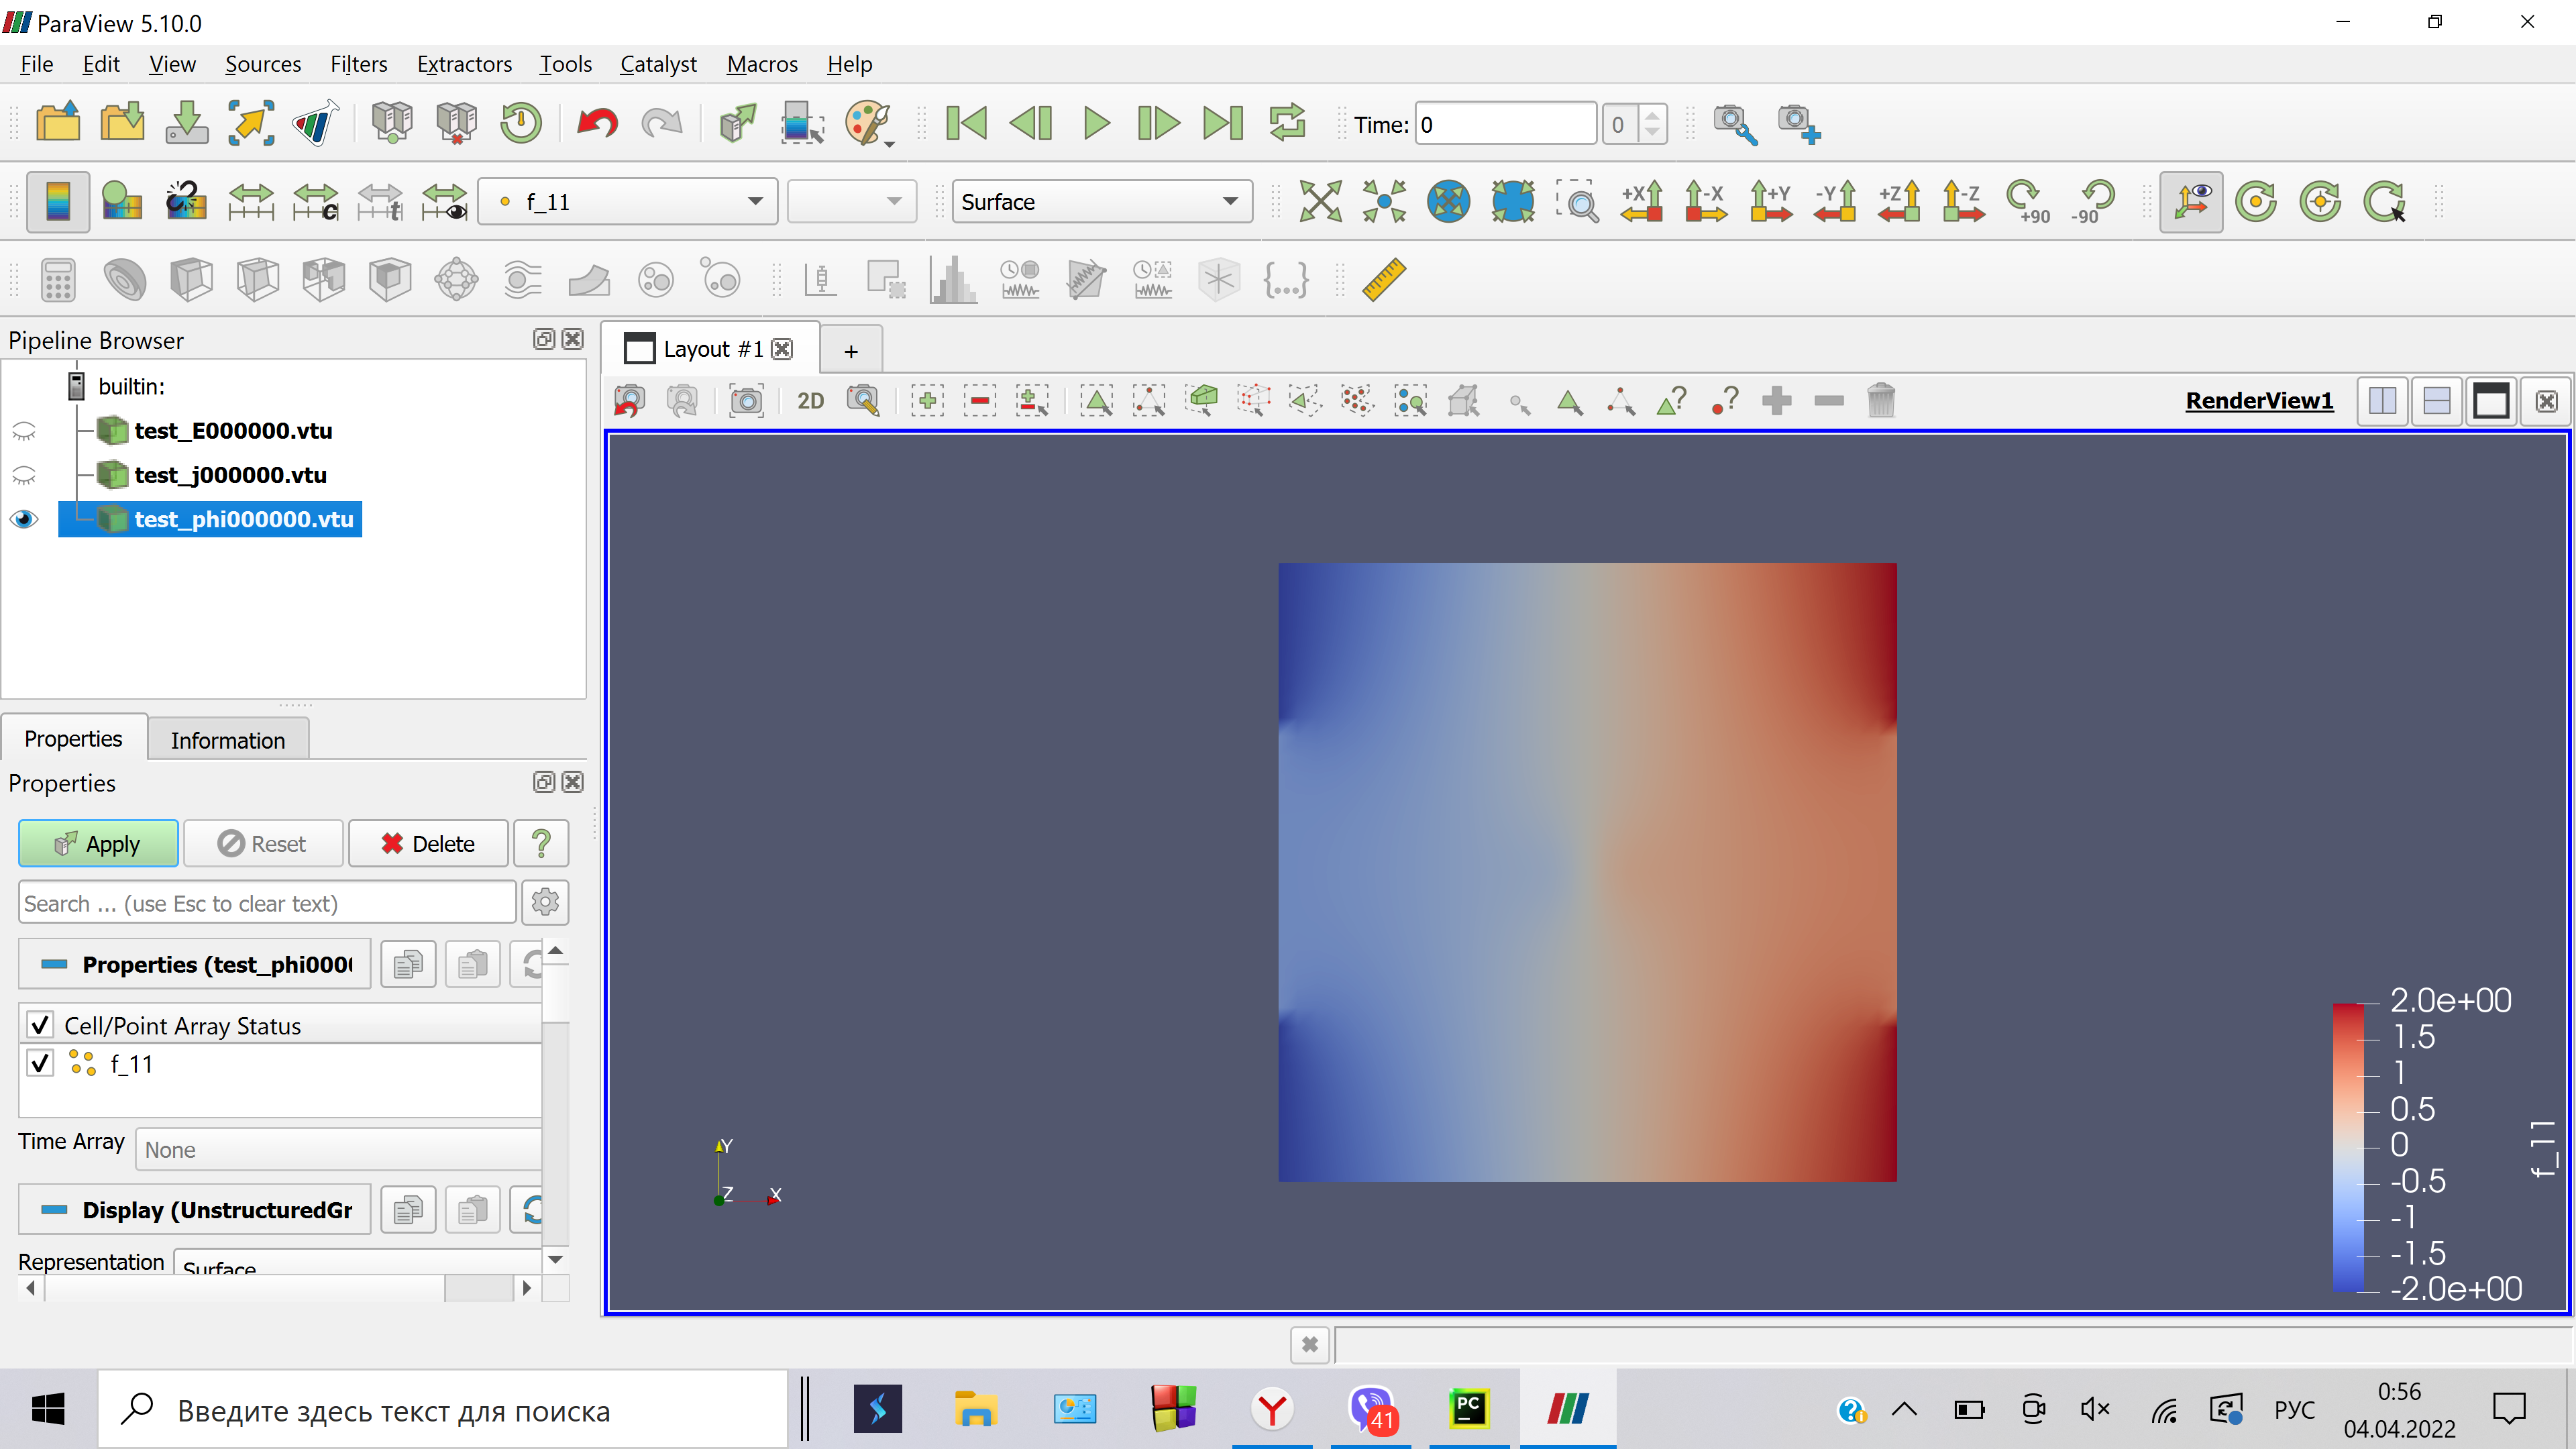 ParaView 5.10.0
File Edit View Sources Filters Extractors Tools Catalyst Macros Help
Time: 0 0
f_11 Surface +X -X +Y -Y +Z -Z +90 -90
Pipeline Browser
Layout #1 +
builtin:
2D RenderView1
test_E000000.vtu
test_j000000.vtu
test_phi000000.vtu
Properties Information
Properties
Apply Reset Delete ?
Search ... (use Esc to clear text)
Properties (test_phi000
Cell/Point Array Status
f_11
Time Array None
Display (UnstructuredGr
Representation Surface
Y
Z X
2.0e+00
1.5
1
0.5
0
-0.5
-1
-1.5
-2.0e+00
f_11
Введите здесь текст для поиска
41
PC
РУС
0:56
04.04.2022